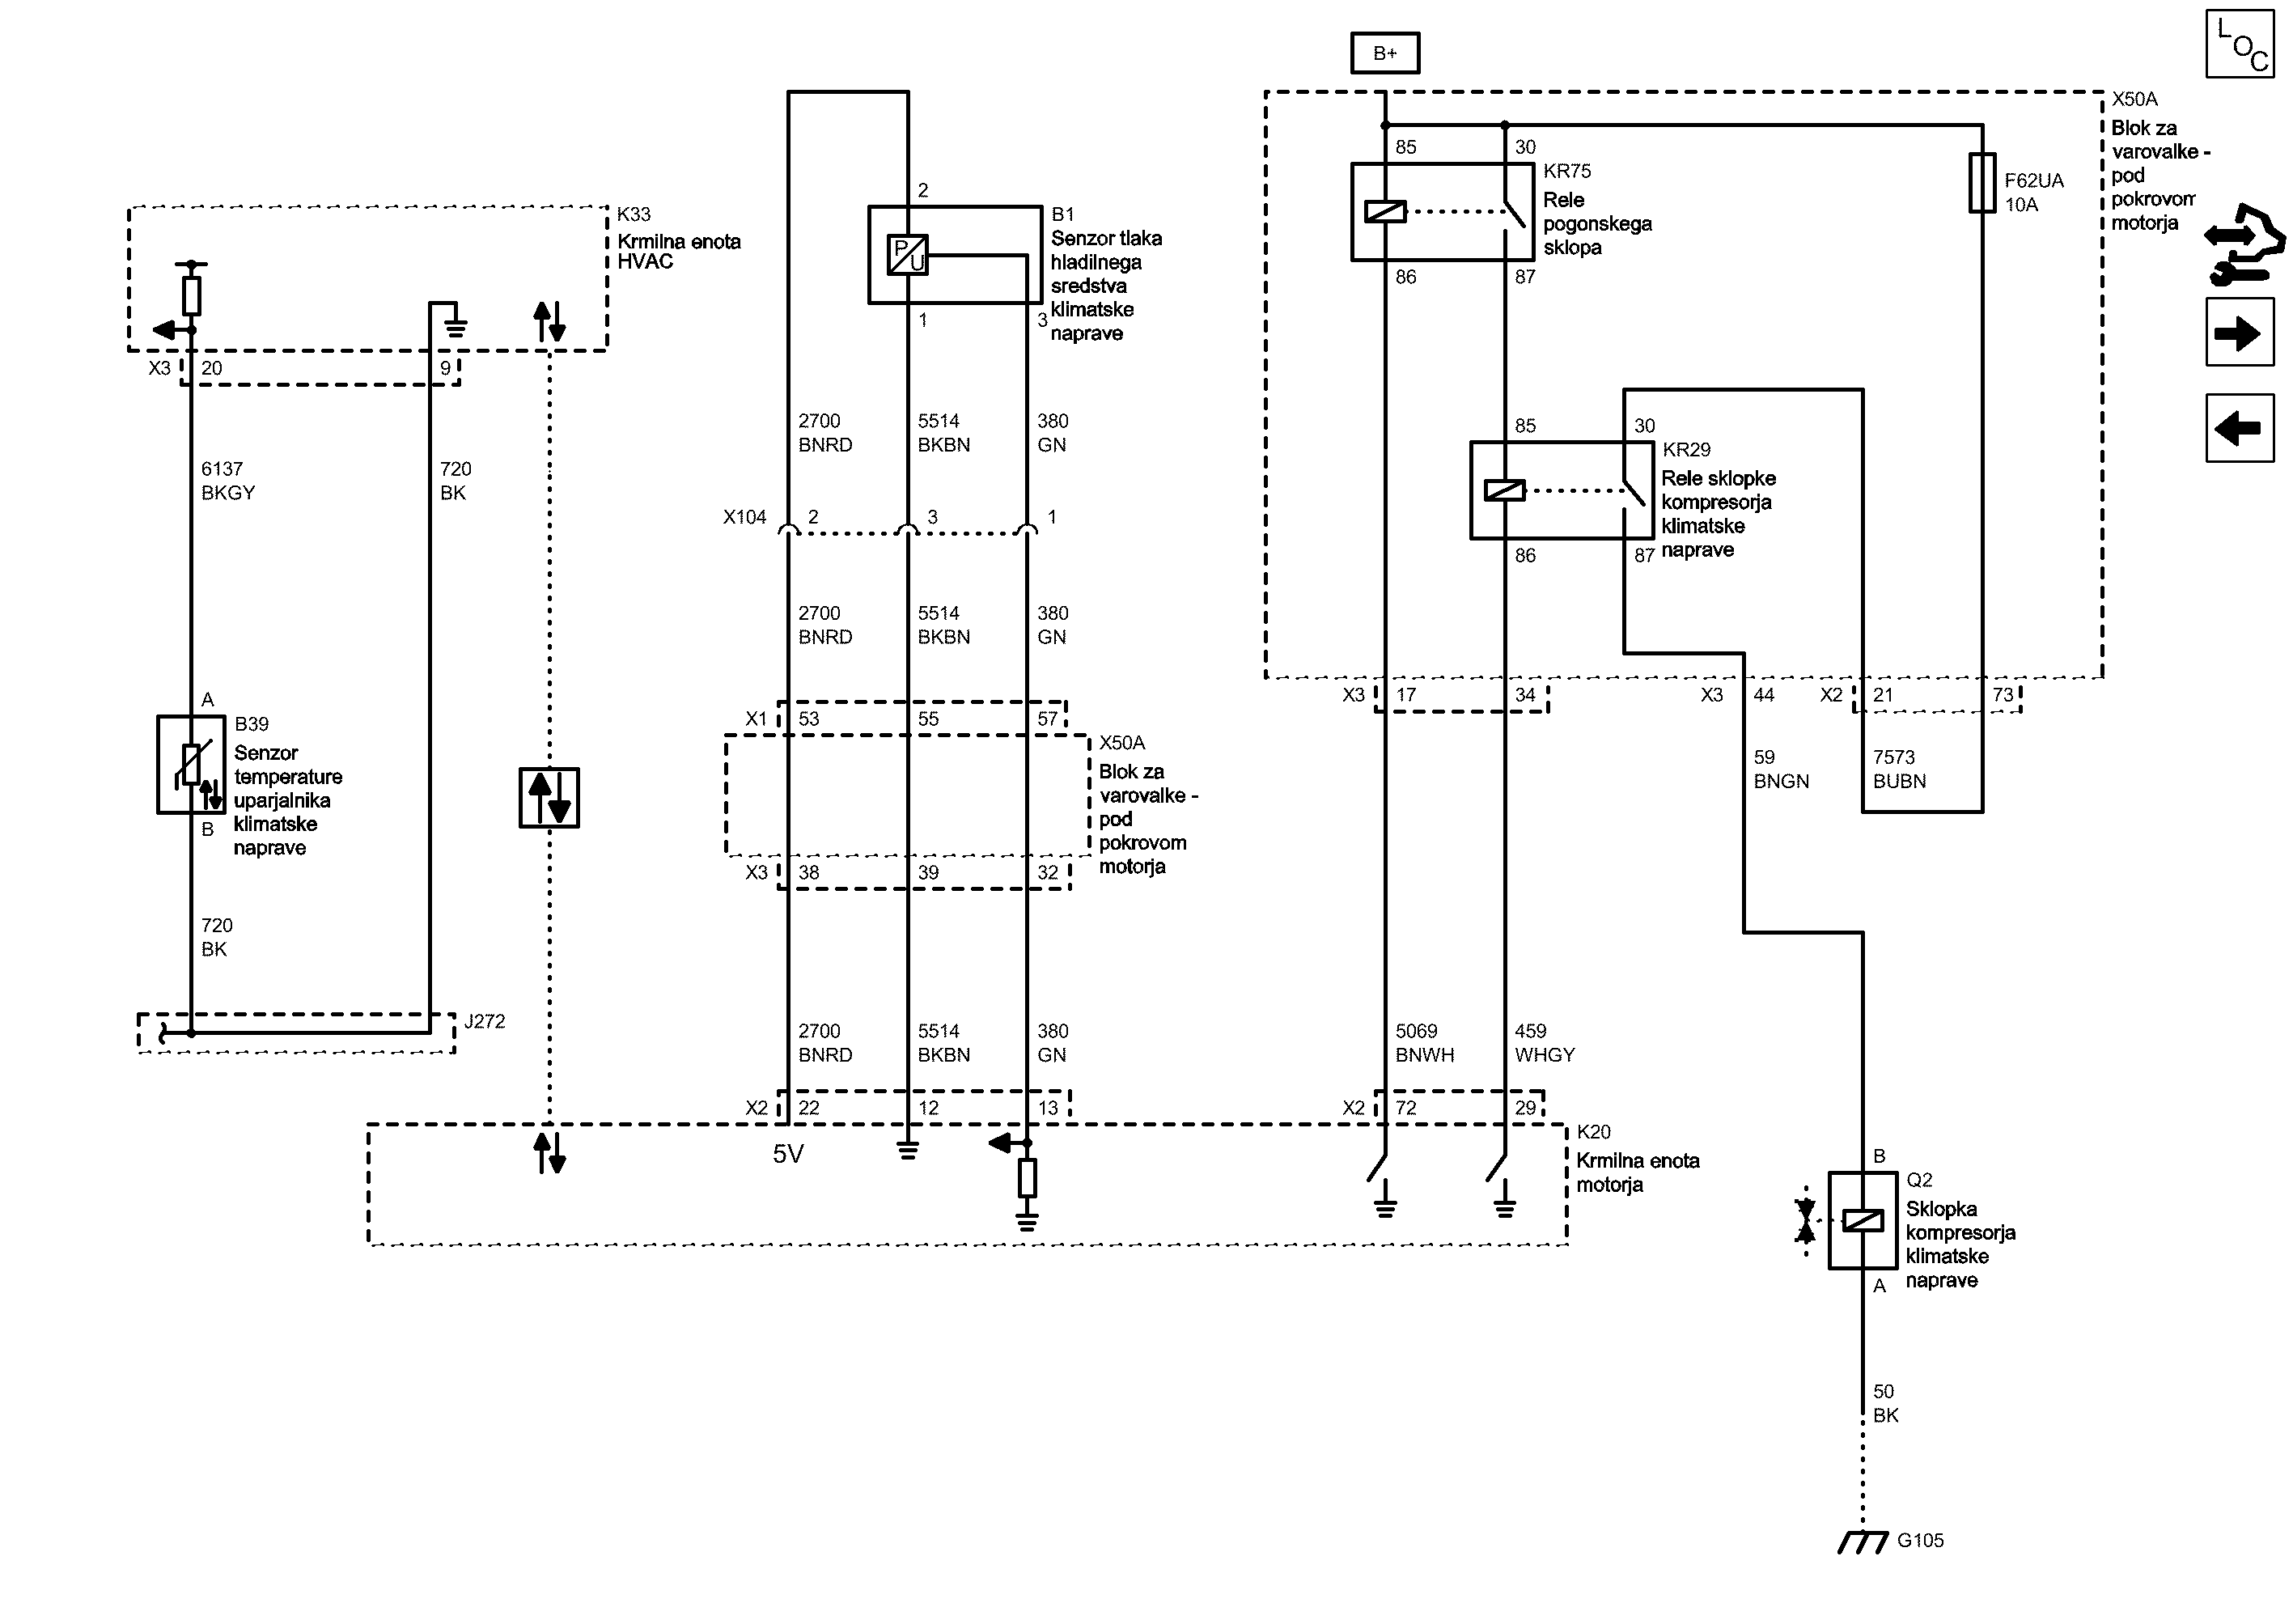 LOC
B+
X50A
Blok za
varovalke -
pod
pokrovom
motorja
85
30
KR75
Rele
pogonskega
sklopa
86
87
F62UA
10A
2
B1
Senzor tlaka
hladilnega
sredstva
klimatske
naprave
1
3
K33
Krmilna enota
HVAC
X3
20
9
2700
BNRD
5514
BKBN
380
GN
85
30
KR29
Rele sklopke
kompresorja
klimatske
naprave
86
87
6137
BKGY
720
BK
X104
2
3
1
2700
BNRD
5514
BKBN
380
GN
X3
17
34
X3
44
X2
21
73
A
B39
Senzor
temperature
uparjalnika
klimatske
naprave
B
X1
53
55
57
X50A
Blok za
varovalke -
pod
pokrovom
motorja
X3
38
39
32
59
BNGN
7573
BUBN
720
BK
J272
2700
BNRD
5514
BKBN
380
GN
5069
BNWH
459
WHGY
X2
22
12
13
X2
72
29
5V
K20
Krmilna enota
motorja
B
Q2
Sklopka
kompresorja
klimatske
naprave
A
50
BK
G105
P
U